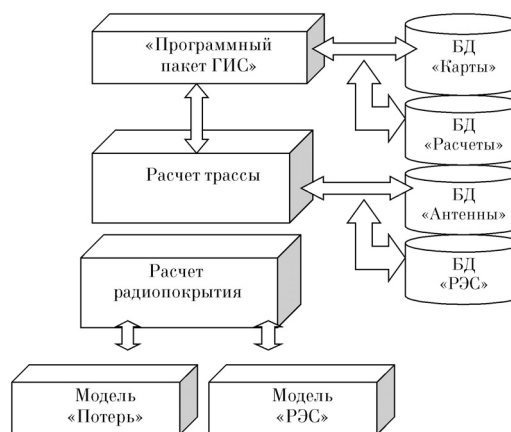 «Программный
пакет ГИС»
БД
«Карты»
БД
«Расчеты»
Расчет трассы
БД
«Антенны»
Расчет
радиопокрытия
БД
«РЭС»
Модель
«Потерь»
Модель
«РЭС»